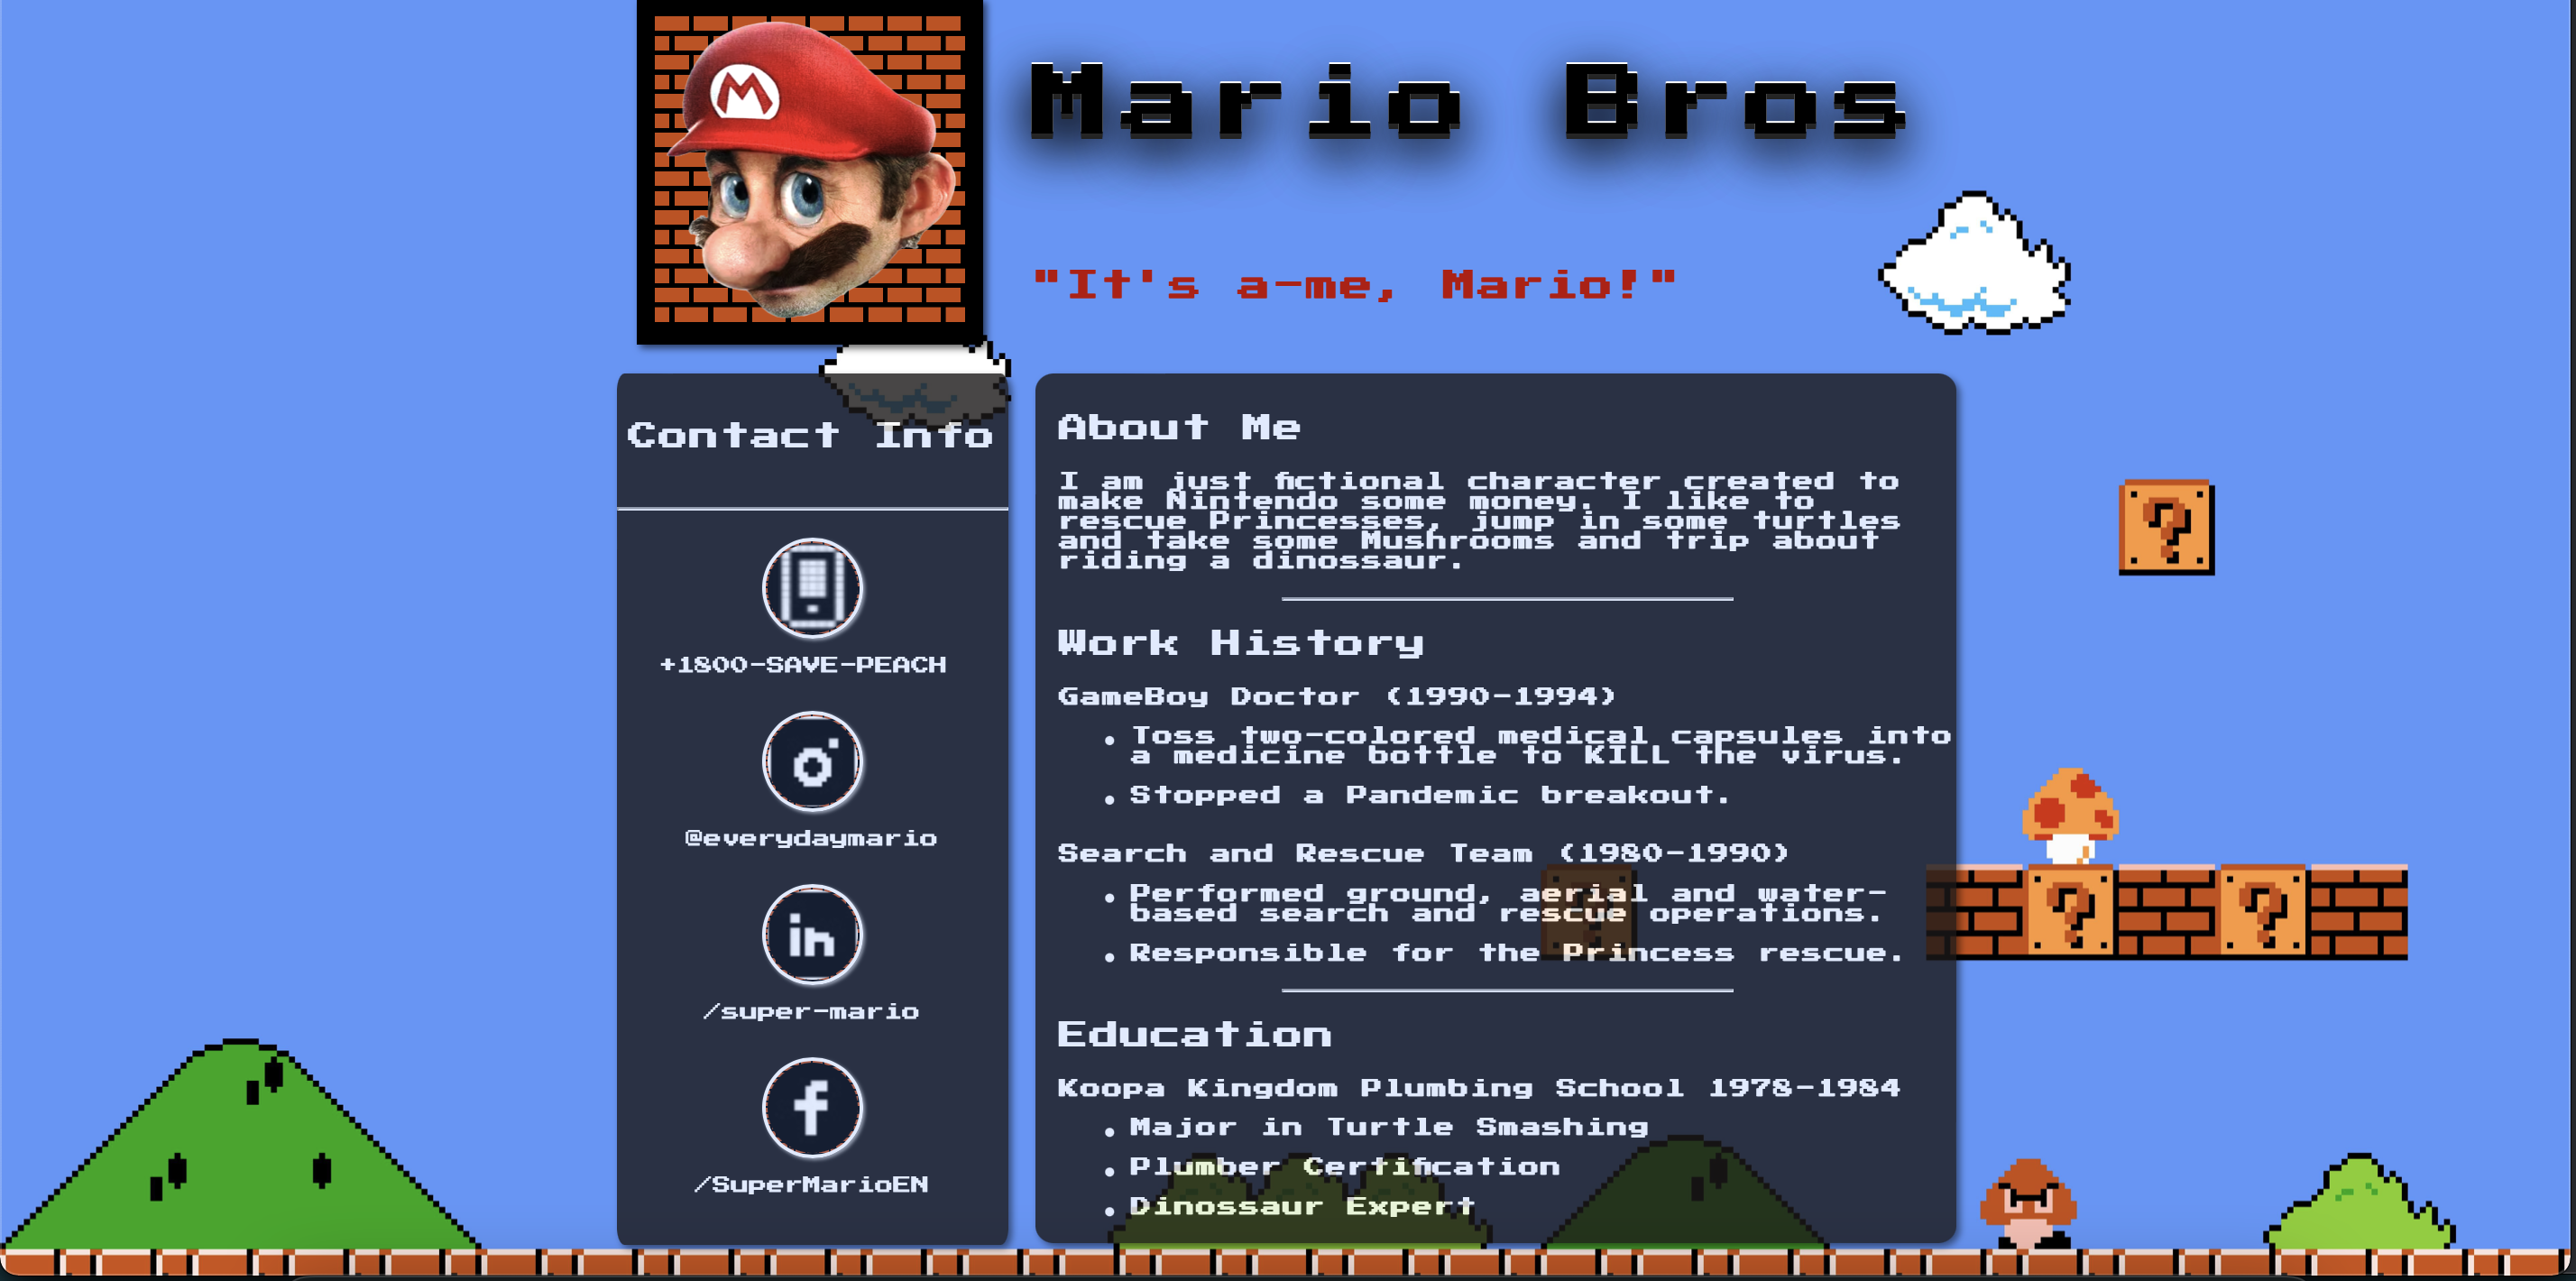 M
Mario Bros
"It's a-me, Mario!"
Contact Info
+1800-SAVE-PEACH
@everydaymario
in
/super-mario
f
/SuperMarioEN
About Me
I am just fictional character created to
make Nintendo some money. I like to
rescue Princesses, jump in some turtles
and take some Mushrooms and trip about
riding a dinossaur.
Work History
GameBoy Doctor (1990-1994)
• Toss two-colored medical capsules into
a medicine bottle to KILL the virus.
• Stopped a Pandemic breakout.
Search and Rescue Team (1980-1990)
• Performed ground, aerial and water-
based search and rescue operations.
• Responsible for the Princess rescue.
Education
Koopa Kingdom Plumbing School 1978-1984
• Major in Turtle Smashing
• Plumber Certification
• Dinossaur Expert
?
?
?
?